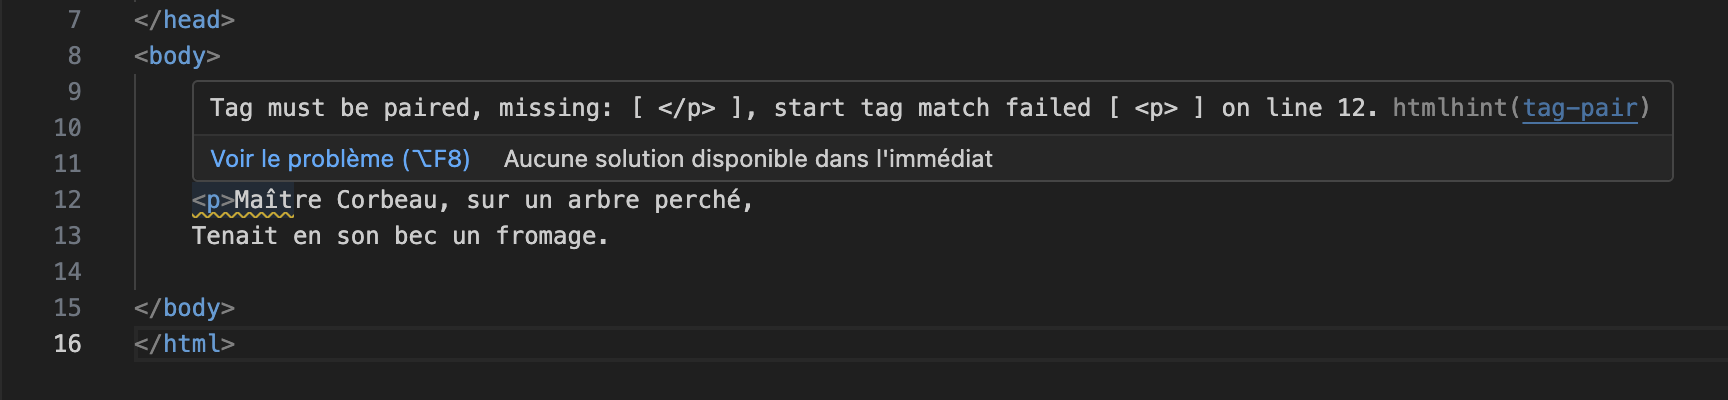 7 </head>
8 <body>
9
Tag must be paired, missing: [ </p> ], start tag match failed [ <p> ] on line 12. htmlhint(tag-pair)
10
11
Voir le problème (⌥F8) Aucune solution disponible dans l'immédiat
12 <p>Maître Corbeau, sur un arbre perché,
13 Tenait en son bec un fromage.
14
15 </body>
16 </html>